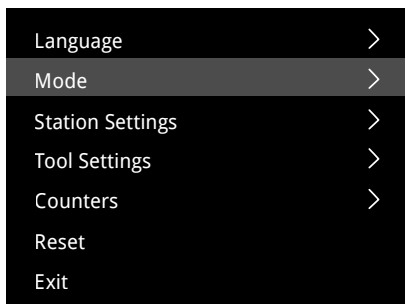 Language
Mode
Station Settings
Tool Settings
Counters
Reset
Exit